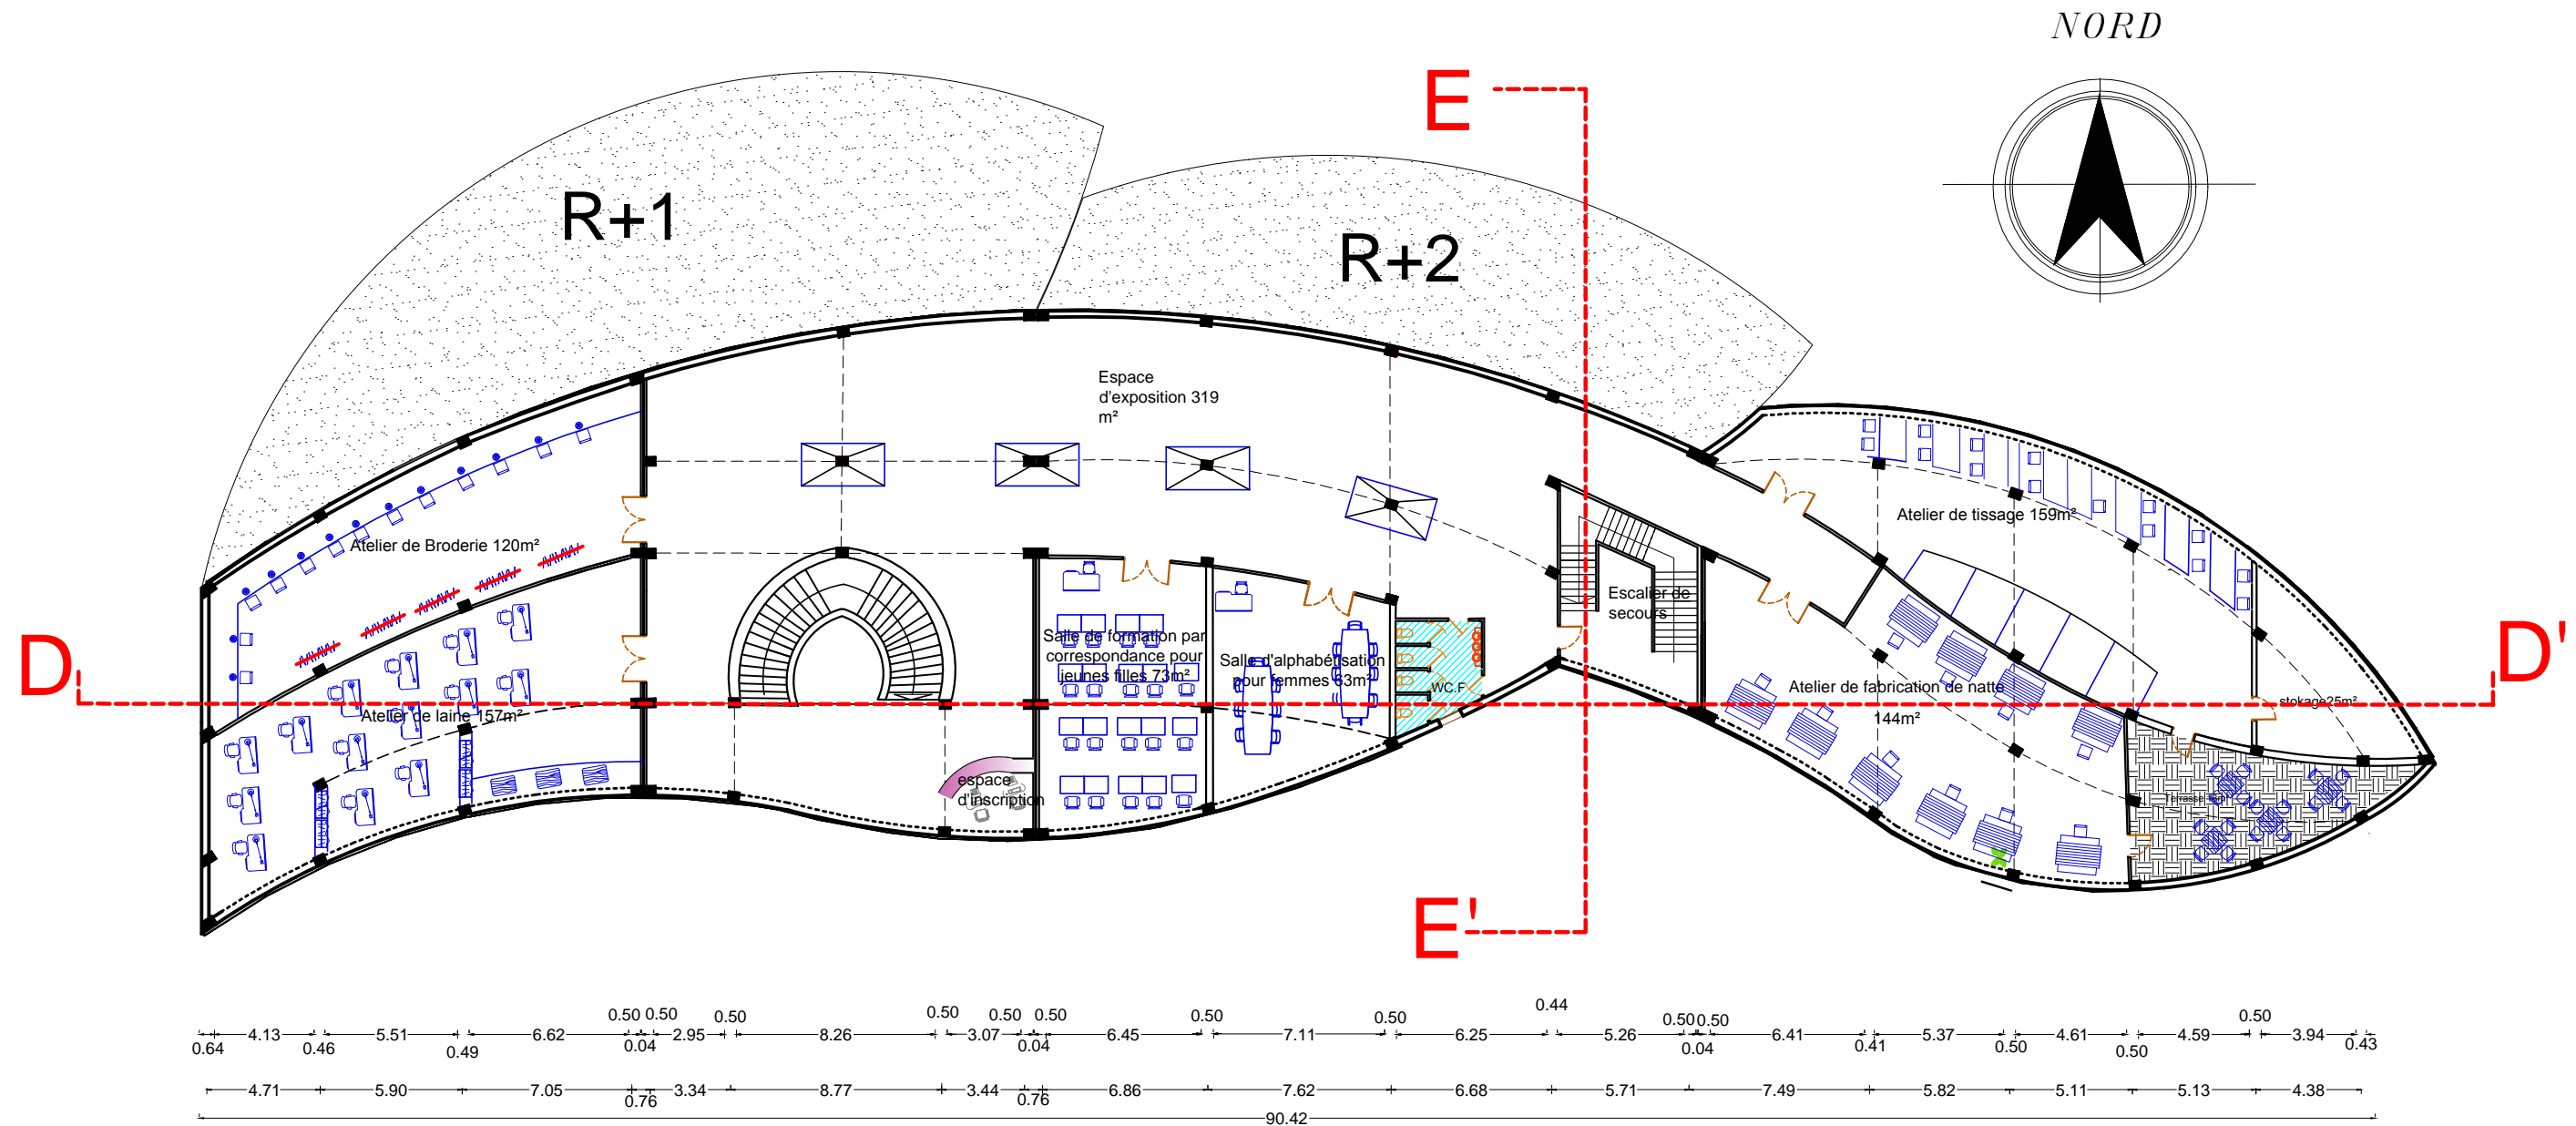 NORD
E
R+1
R+2
Espace
d'exposition 319
m²
Atelier de tissage 159m²
Atelier de Broderie 120m²
Escalier de
secours
Salle de formation par
correspondance pour
jeunes filles 73m²
Salle d'alphabétisation
pour femmes 63m²
WC.F
D
D'
Atelier de fabrication de natte
144m²
stokage25m²
Atelier de laine 157m²
espace
d'inscription
E'
0.50 0.50 0.50 0.50 0.50 0.50 0.50 0.50 0.44 0.50 0.50 0.50
4.13 5.51 6.62 2.95 8.26 3.07 6.45 7.11 6.25 5.26 6.41 5.37 4.61 4.59 3.94
0.64 0.46 0.49 0.04 0.04 0.04 0.41 0.50 0.50 0.43
4.71 5.90 7.05 3.34 8.77 3.44 6.86 7.62 6.68 5.71 7.49 5.82 5.11 5.13 4.38
0.76 0.76
90.42